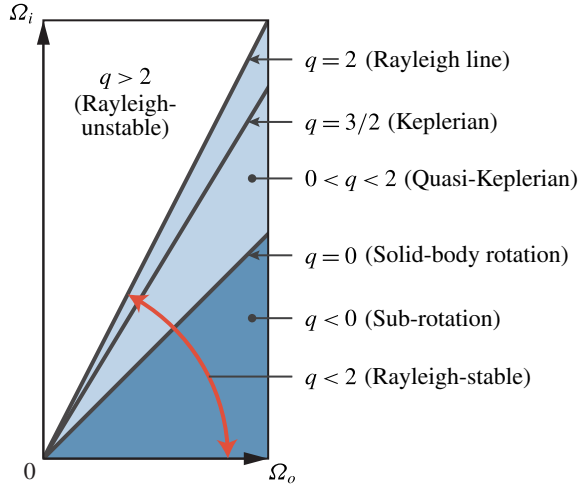 Ω_i
q > 2
(Rayleigh-
unstable)
q = 2 (Rayleigh line)
q = 3/2 (Keplerian)
0 < q < 2 (Quasi-Keplerian)
q = 0 (Solid-body rotation)
q < 0 (Sub-rotation)
q < 2 (Rayleigh-stable)
0
Ω_o